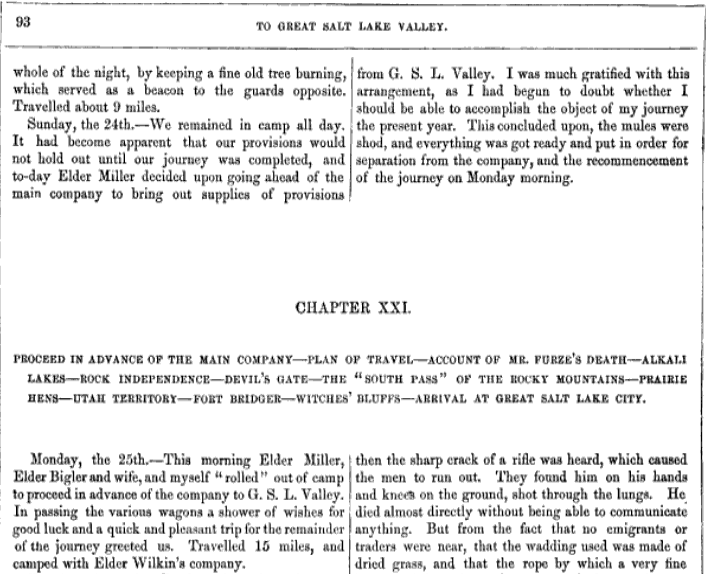 93
TO GREAT SALT LAKE VALLEY.
whole of the night, by keeping a fine old tree burning,
which served as a beacon to the guards opposite.
Travelled about 9 miles.
Sunday, the 24th.—We remained in camp all day.
It had become apparent that our provisions would
not hold out until our journey was completed, and
to-day Elder Miller decided upon going ahead of the
main company to bring out supplies of provisions
from G. S. L. Valley. I was much gratified with this
arrangement, as I had begun to doubt whether I
should be able to accomplish the object of my journey
the present year. This concluded upon, the mules were
shod, and everything was got ready and put in order for
separation from the company, and the recommencement
of the journey on Monday morning.
CHAPTER XXI.
PROCEED IN ADVANCE OF THE MAIN COMPANY—PLAN OF TRAVEL—ACCOUNT OF MR. FURZE'S DEATH—ALKALI
LAKES—ROCK INDEPENDENCE—DEVIL'S GATE—THE "SOUTH PASS" OF THE ROCKY MOUNTAINS—PRAIRIE
HENS—UTAH TERRITORY—FORT BRIDGER—WITCHES' BLUFFS—ARRIVAL AT GREAT SALT LAKE CITY.
Monday, the 25th.—This morning Elder Miller,
Elder Bigler and wife, and myself "rolled" out of camp
to proceed in advance of the company to G. S. L. Valley.
In passing the various wagons a shower of wishes for
good luck and a quick and pleasant trip for the remainder
of the journey greeted us. Travelled 15 miles, and
camped with Elder Wilkin's company.
then the sharp crack of a rifle was heard, which caused
the men to run out. They found him on his hands
and knees on the ground, shot through the lungs. He
died almost directly without being able to communicate
anything. But from the fact that no emigrants or
traders were near, that the wadding used was made of
dried grass, and that the rope by which a very fine